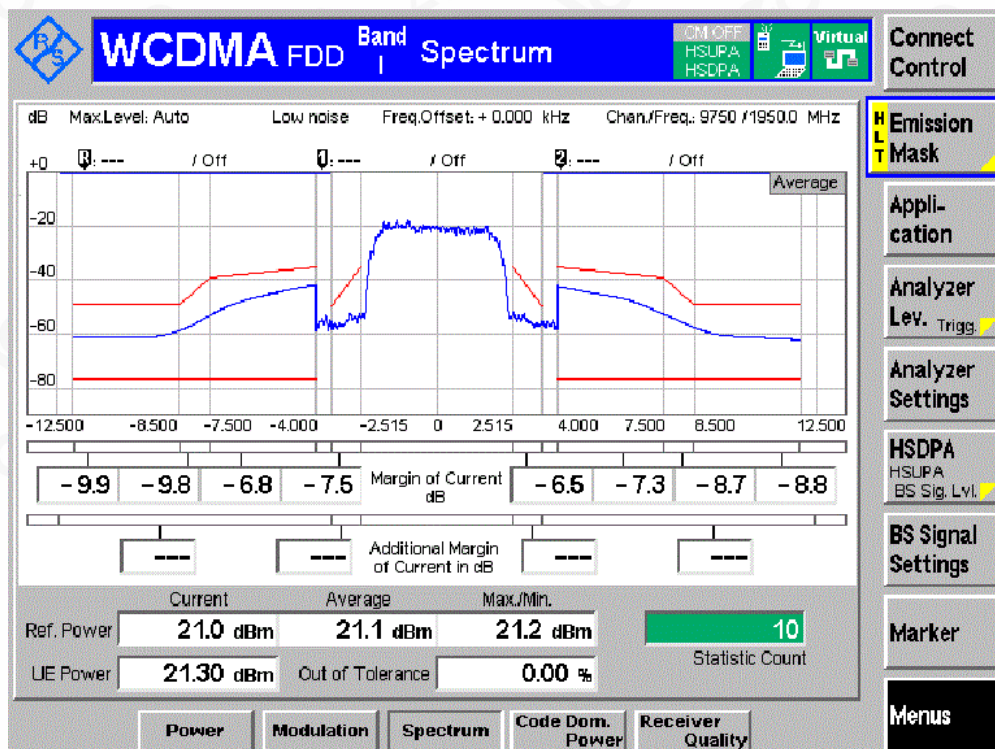 R/S WCDMA FDD Band I Spectrum CM OFF HSUPA HSDPA Virtual
Connect Control
dB Max.Level: Auto Low noise Freq.Offset: + 0.000 kHz Chan./Freq.: 9750 / 1950.0 MHz
HLT Emission Mask
R: --- / Off 1: --- / Off 2: --- / Off
Average
+0
-20
-40
-60
-80
-12.500 -8.500 -7.500 -4.000 -2.515 0 2.515 4.000 7.500 8.500 12.500
-9.9 -9.8 -6.8 -7.5 Margin of Current dB -6.5 -7.3 -8.7 -8.8
--- --- Additional Margin of Current in dB --- ---
Current Average Max./Min.
Ref. Power 21.0 dBm 21.1 dBm 21.2 dBm 10
Statistic Count
UE Power 21.30 dBm Out of Tolerance 0.00 %
Appli-
cation
Analyzer
Lev. Trigg.
Analyzer
Settings
HSDPA
HSUPA
BS Sig. Lvl.
BS Signal
Settings
Marker
Menus
Power Modulation Spectrum Code Dom. Power Receiver Quality